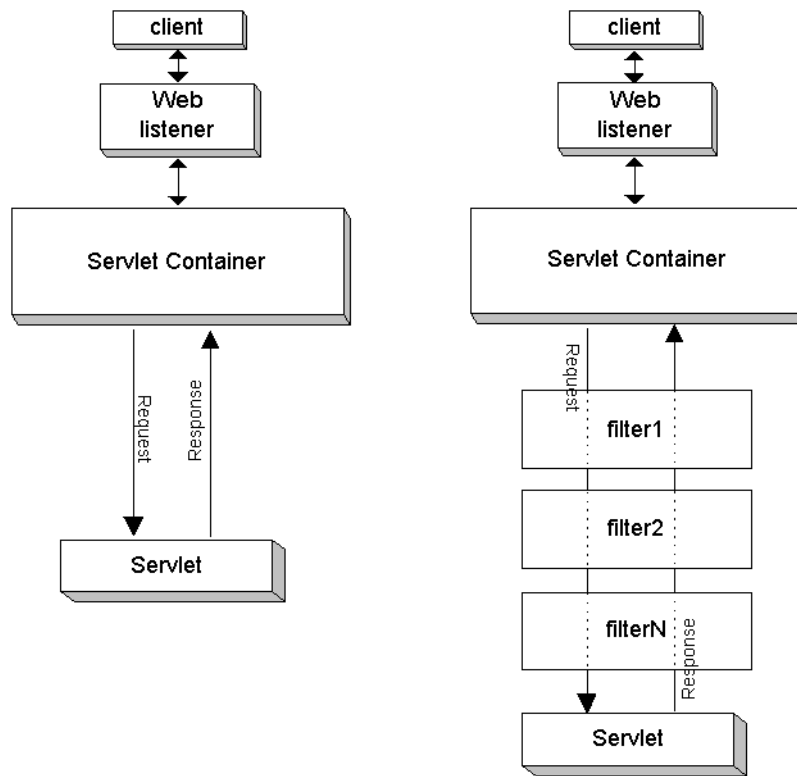 client
Web
listener
Servlet Container
Request
Response
Servlet
client
Web
listener
Servlet Container
Request
filter1
filter2
filterN
Response
Servlet